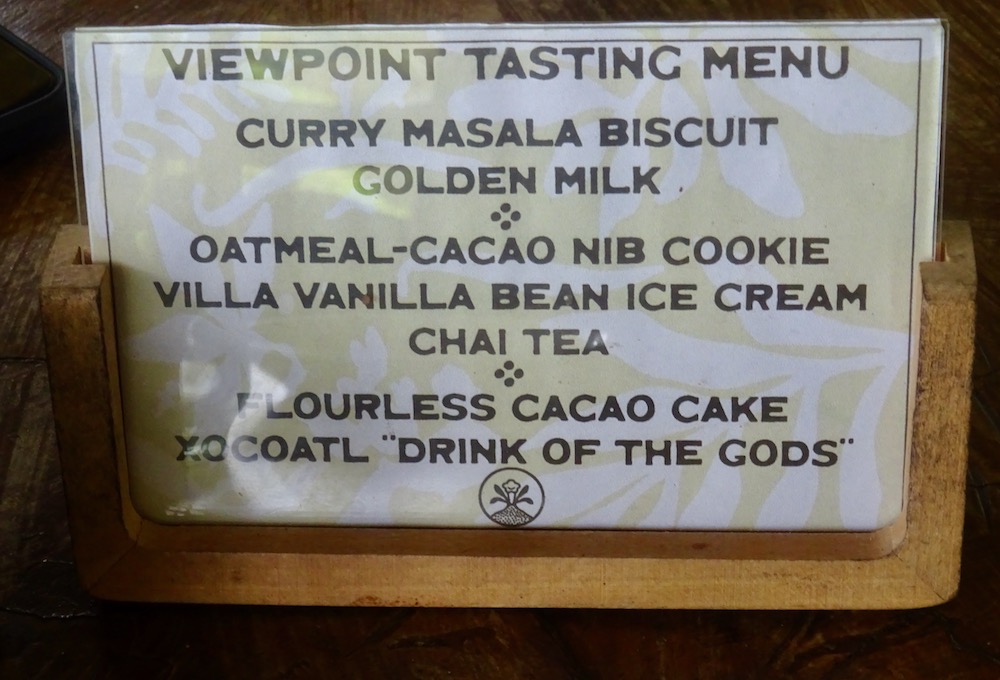 VIEWPOINT TASTING MENU
CURRY MASALA BISCUIT
GOLDEN MILK
OATMEAL-CACAO NIB COOKIE
VILLA VANILLA BEAN ICE CREAM
CHAI TEA
FLOURLESS CACAO CAKE
XOCOATL "DRINK OF THE GODS"